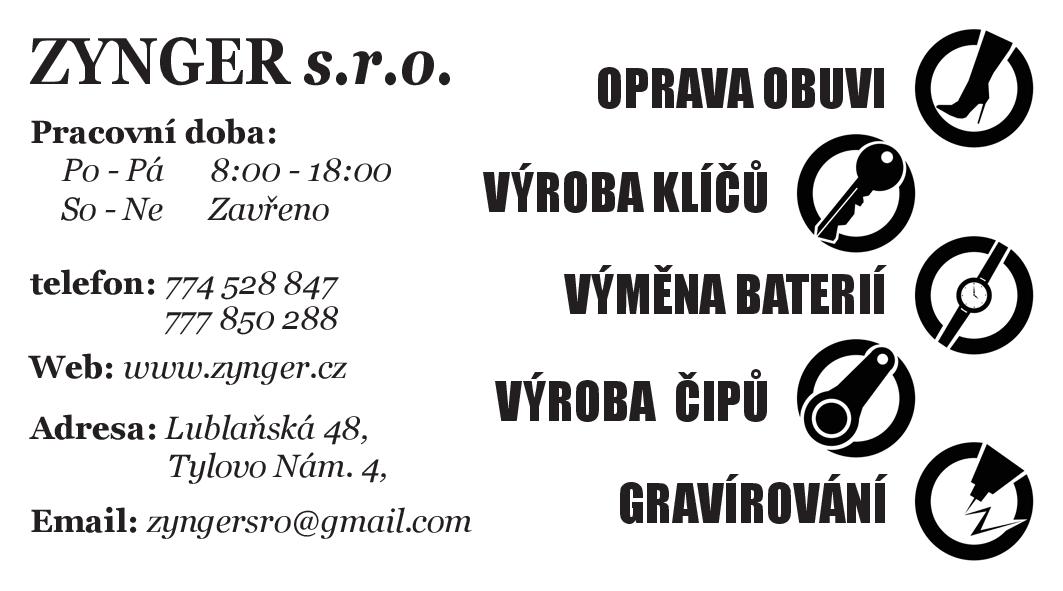 ZYNGER s.r.o.
Pracovní doba:
Po - Pá 8:00 - 18:00
So - Ne Zavřeno
telefon: 774 528 847
777 850 288
Web: www.zynger.cz
Adresa: Lublaňská 48,
Tylovo Nám. 4,
Email: zyngersro@gmail.com
OPRAVA OBUVI
VÝROBA KLÍČŮ
VÝMĚNA BATERIÍ
VÝROBA ČIPŮ
GRAVÍROVÁNÍ